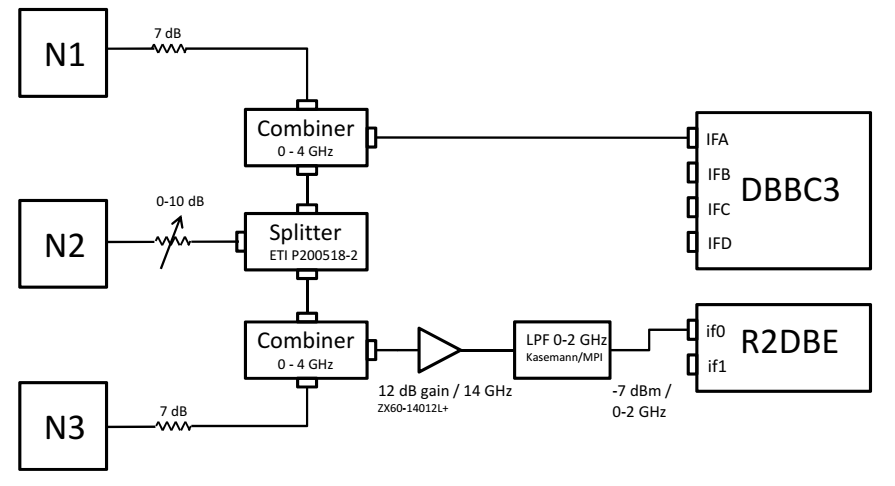 N1
7 dB
Combiner
0 - 4 GHz
IFA
IFB
IFC
IFD
DBBC3
N2
0-10 dB
Splitter
ETI P200518-2
Combiner
0 - 4 GHz
12 dB gain / 14 GHz
ZX60-14012L+
LPF 0-2 GHz
Kasemann/MPI
-7 dBm /
0-2 GHz
if0
if1
R2DBE
N3
7 dB